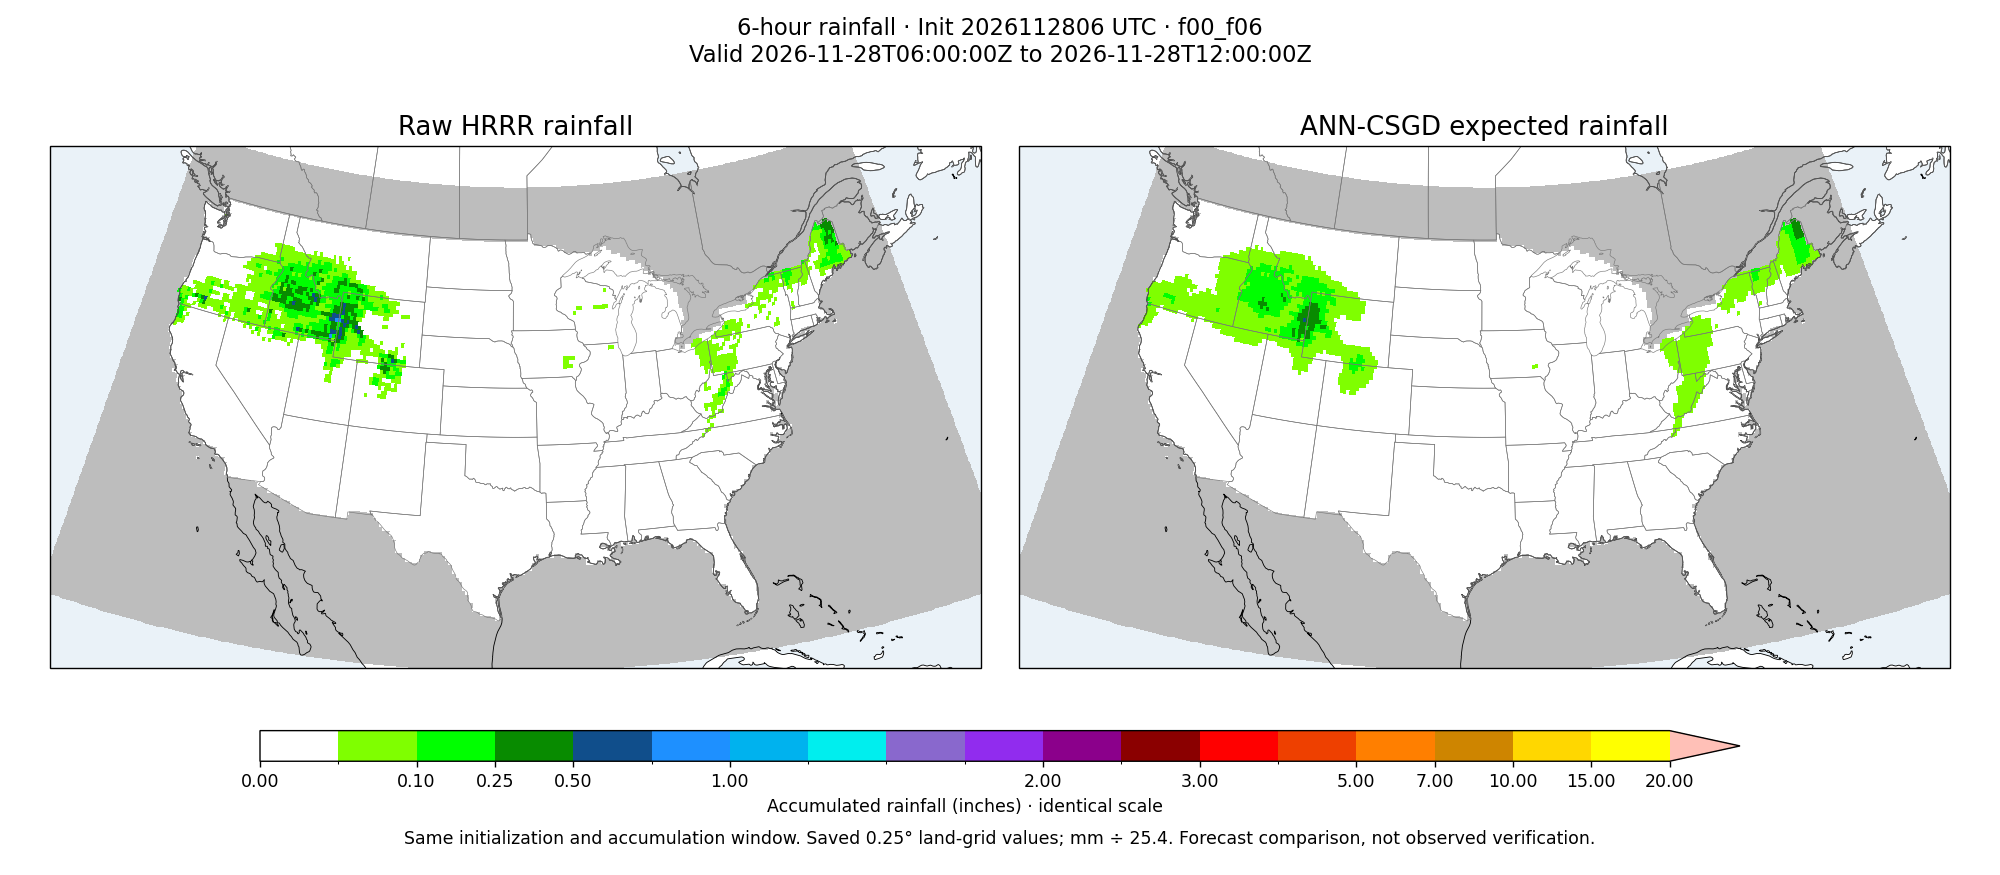 6-hour rainfall · Init 2026112806 UTC · f00_f06
Valid 2026-11-28T06:00:00Z to 2026-11-28T12:00:00Z
Raw HRRR rainfall
ANN-CSGD expected rainfall
0.00 0.10 0.25 0.50 1.00 2.00 3.00 5.00 7.00 10.00 15.00 20.00
Accumulated rainfall (inches) · identical scale
Same initialization and accumulation window. Saved 0.25° land-grid values; mm ÷ 25.4. Forecast comparison, not observed verification.